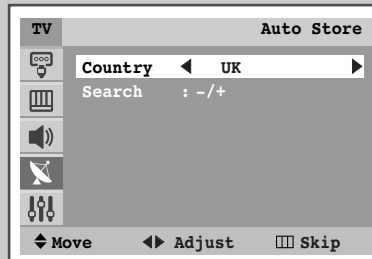 TV Auto Store
Country ◀ UK ▶
Search : -/+
Move Adjust Skip